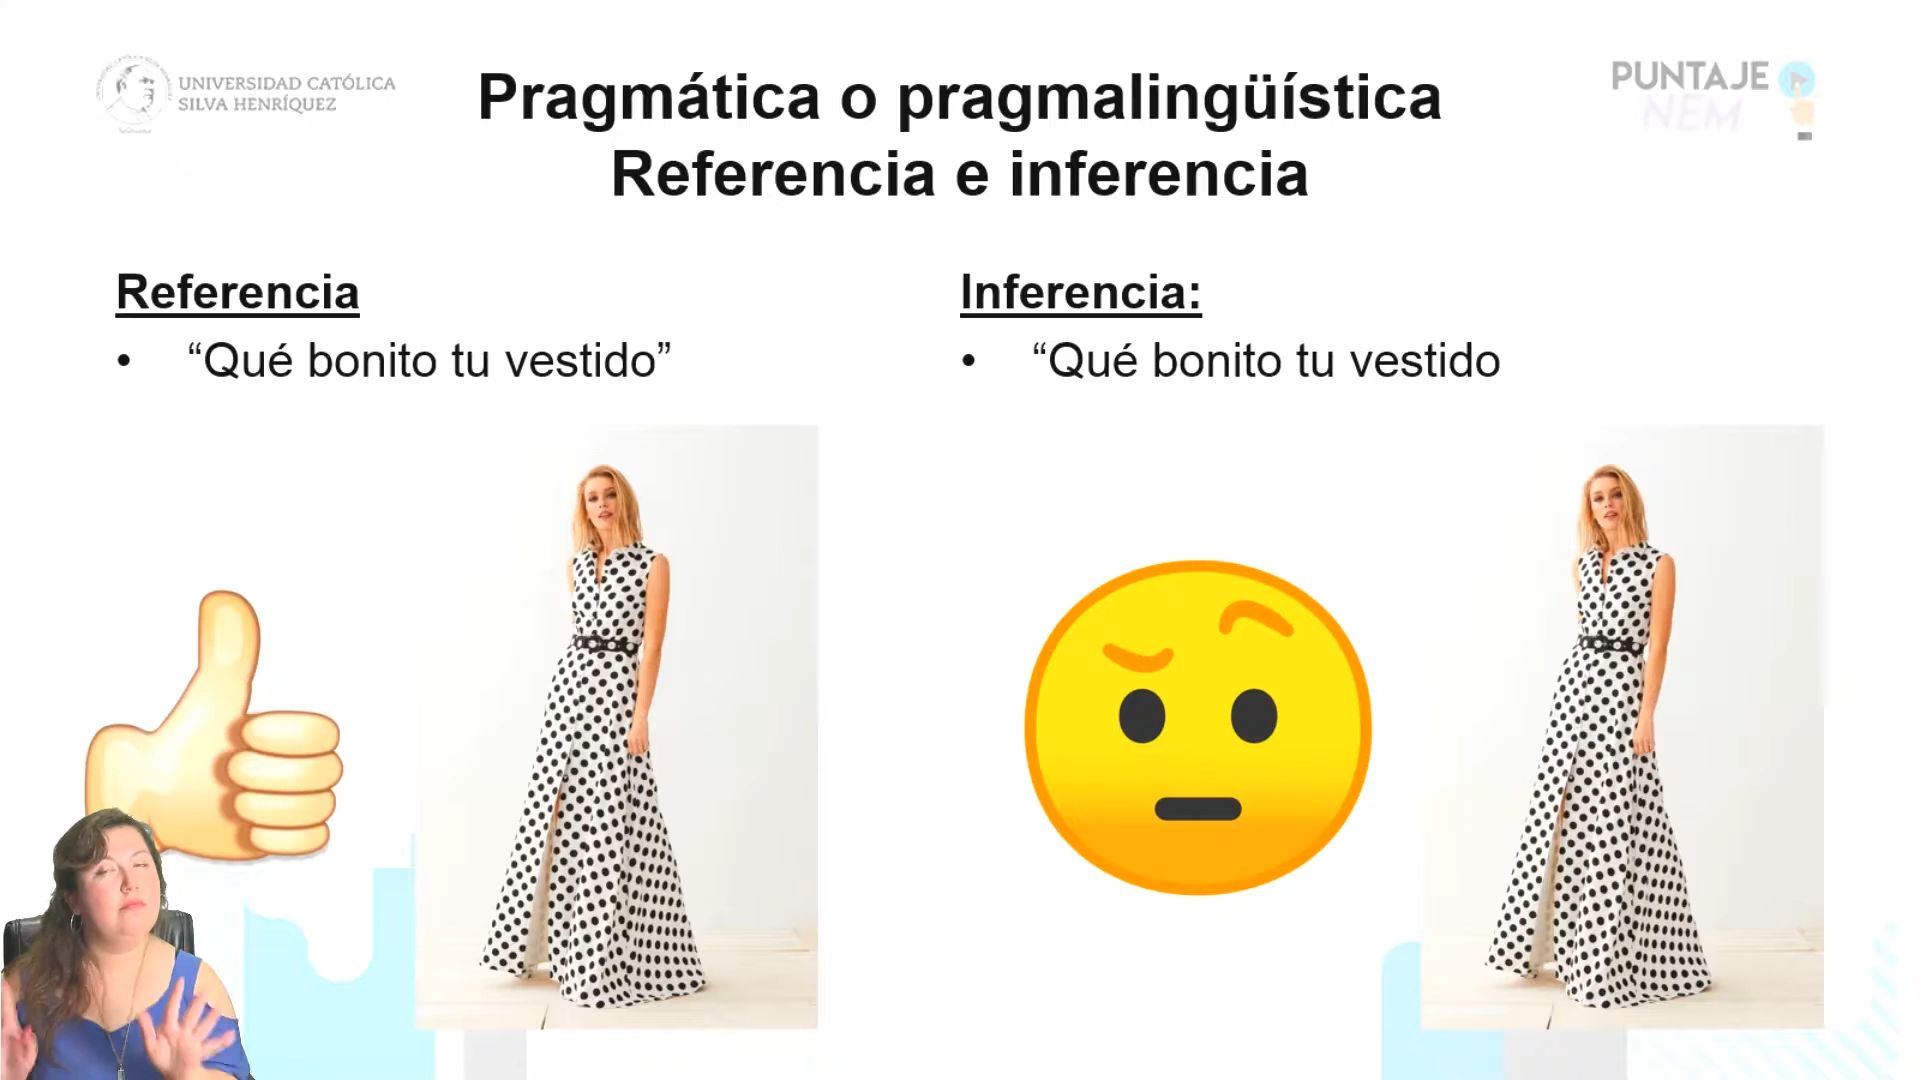 UNIVERSIDAD CATÓLICA
SILVA HENRÍQUEZ
Pragmática o pragmalingüística
Referencia e inferencia
PUNTAJE
NEM
Referencia
• “Qué bonito tu vestido”
Inferencia:
• “Qué bonito tu vestido